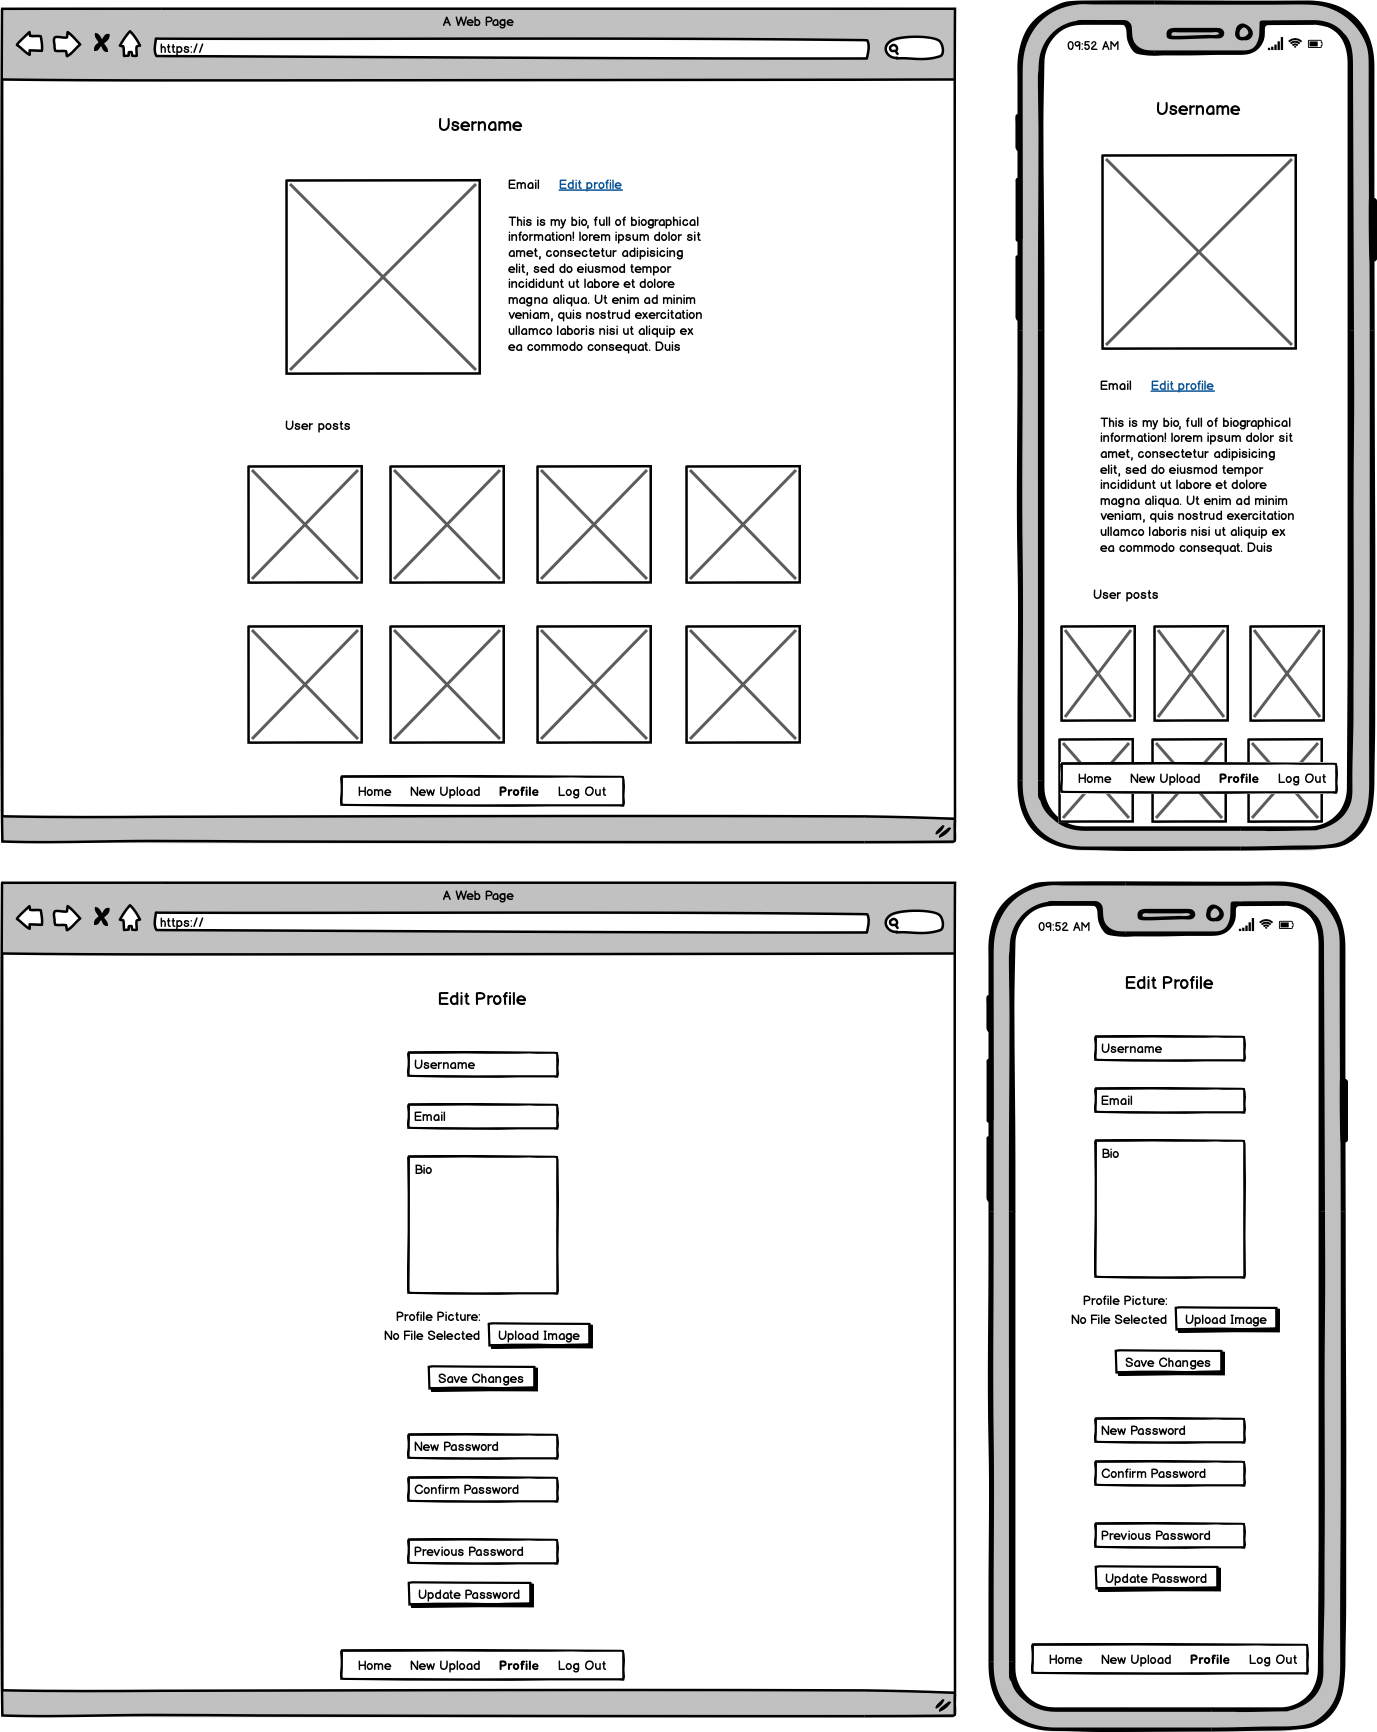 A Web Page
https://
Username
Email Edit profile
This is my bio, full of biographical
information! lorem ipsum dolor sit
amet, consectetur adipisicing
elit, sed do eiusmod tempor
incididunt ut labore et dolore
magna aliqua. Ut enim ad minim
veniam, quis nostrud exercitation
ullamco laboris nisi ut aliquip ex
ea commodo consequat. Duis
User posts
Home New Upload Profile Log Out
09:52 AM
Username
Email Edit profile
This is my bio, full of biographical
information! lorem ipsum dolor sit
amet, consectetur adipisicing
elit, sed do eiusmod tempor
incididunt ut labore et dolore
magna aliqua. Ut enim ad minim
veniam, quis nostrud exercitation
ullamco laboris nisi ut aliquip ex
ea commodo consequat. Duis
User posts
Home New Upload Profile Log Out
A Web Page
https://
Edit Profile
Username
Email
Bio
Profile Picture:
No File Selected Upload Image
Save Changes
New Password
Confirm Password
Previous Password
Update Password
Home New Upload Profile Log Out
09:52 AM
Edit Profile
Username
Email
Bio
Profile Picture:
No File Selected Upload Image
Save Changes
New Password
Confirm Password
Previous Password
Update Password
Home New Upload Profile Log Out